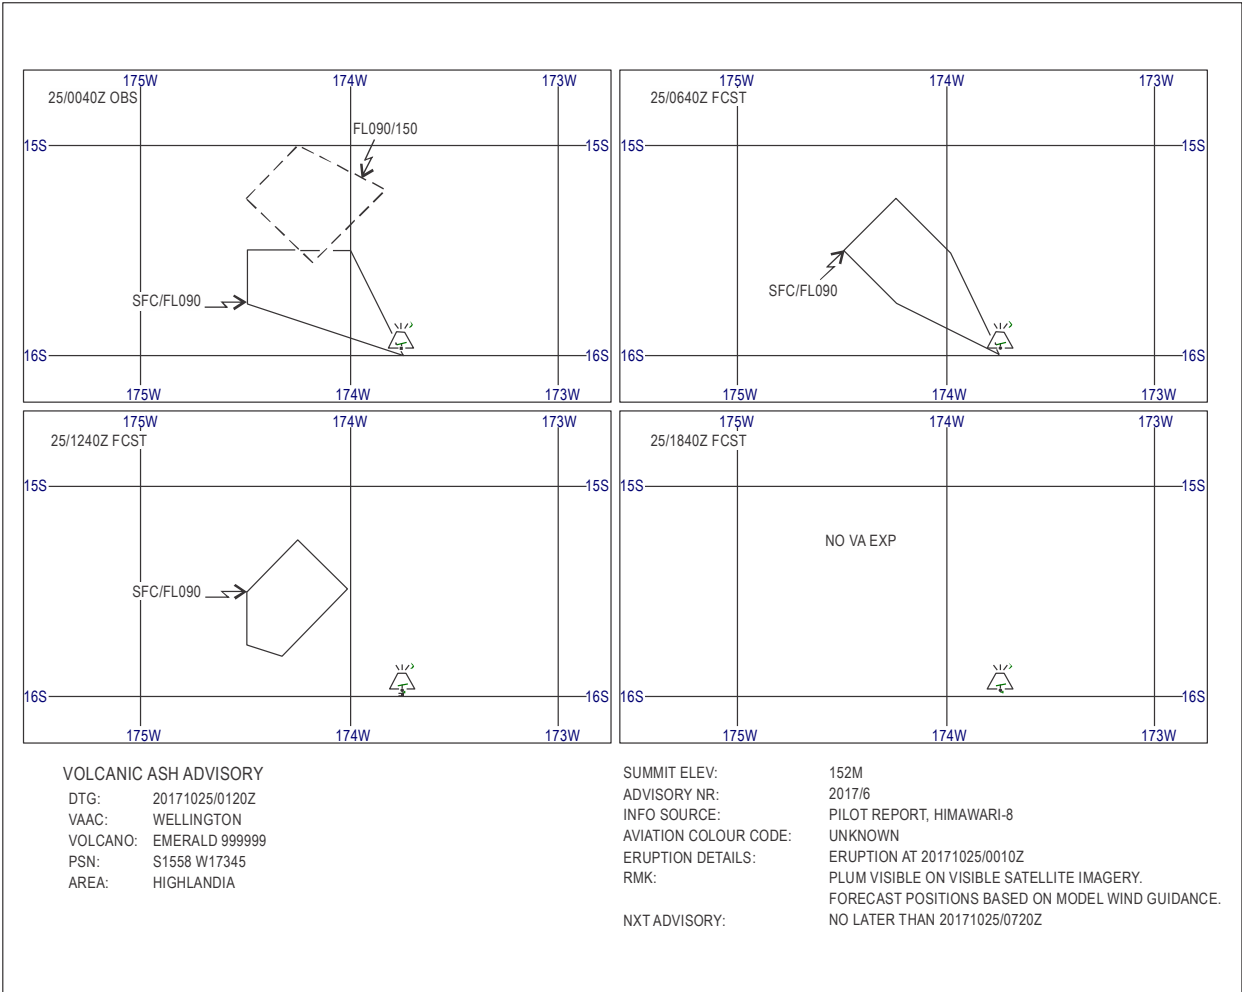 175W 174W 173W
25/0040Z OBS
FL090/150
15S 15S
SFC/FL090
16S 16S
175W 174W 173W
175W 174W 173W
25/0640Z FCST
15S 15S
SFC/FL090
16S 16S
175W 174W 173W
175W 174W 173W
25/1240Z FCST
15S 15S
SFC/FL090
16S 16S
175W 174W 173W
175W 174W 173W
25/1840Z FCST
15S 15S
NO VA EXP
16S 16S
175W 174W 173W
VOLCANIC ASH ADVISORY
DTG: 20171025/0120Z
VAAC: WELLINGTON
VOLCANO: EMERALD 999999
PSN: S1558 W17345
AREA: HIGHLANDIA
SUMMIT ELEV: 152M
ADVISORY NR: 2017/6
INFO SOURCE: PILOT REPORT, HIMAWARI-8
AVIATION COLOUR CODE: UNKNOWN
ERUPTION DETAILS: ERUPTION AT 20171025/0010Z
RMK: PLUM VISIBLE ON VISIBLE SATELLITE IMAGERY.
FORECAST POSITIONS BASED ON MODEL WIND GUIDANCE.
NXT ADVISORY: NO LATER THAN 20171025/0720Z